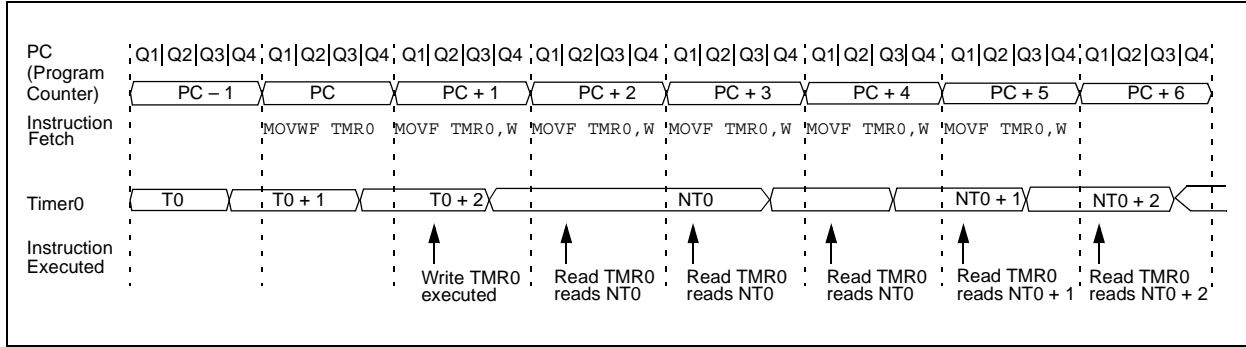 PC (Program Counter)
Q1 Q2 Q3 Q4 Q1 Q2 Q3 Q4 Q1 Q2 Q3 Q4 Q1 Q2 Q3 Q4 Q1 Q2 Q3 Q4 Q1 Q2 Q3 Q4 Q1 Q2 Q3 Q4 Q1 Q2 Q3 Q4
PC – 1 PC PC + 1 PC + 2 PC + 3 PC + 4 PC + 5 PC + 6
Instruction Fetch
MOVWF TMR0 MOVF TMR0,W MOVF TMR0,W MOVF TMR0,W MOVF TMR0,W MOVF TMR0,W
Timer0
T0 T0 + 1 T0 + 2 NT0 NT0 + 1 NT0 + 2
Instruction Executed
Write TMR0 executed
Read TMR0 reads NT0
Read TMR0 reads NT0
Read TMR0 reads NT0
Read TMR0 reads NT0 + 1
Read TMR0 reads NT0 + 2